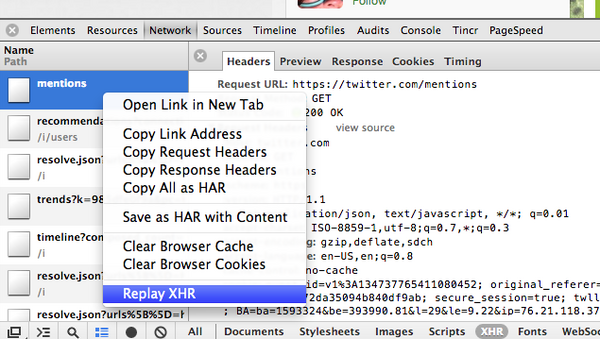 Follow
Elements Resources Network Sources Timeline Profiles Audits Console Tincr PageSpeed
Name
Path
Headers Preview Response Cookies Timing
mentions
Request URL: https://twitter.com/mentions
GET
200 OK
view source
.com
recommenda
/i/users
resolve.json?
/i
trends?k=98
1.1
timeline?con
/i
ation/json, text/javascript, */*; q=0.01
ISO-8859-1,utf-8;q=0.7,*;q=0.3
gzip,deflate,sdch
en-US,en;q=0.8
resolve.json?
/i
no-cache
id=v1%3A134737765411080452; original_referer=
72da35094b840df9ab; secure_session=true; twll
resolve.json?urls%5B%5D=h
; BA=ba=1593324&be=393990.81&l=29&le=9.22&ip=76.21.118.37
Open Link in New Tab
Copy Link Address
Copy Request Headers
Copy Response Headers
Copy All as HAR
Save as HAR with Content
Clear Browser Cache
Clear Browser Cookies
Replay XHR
All Documents Stylesheets Images Scripts XHR Fonts